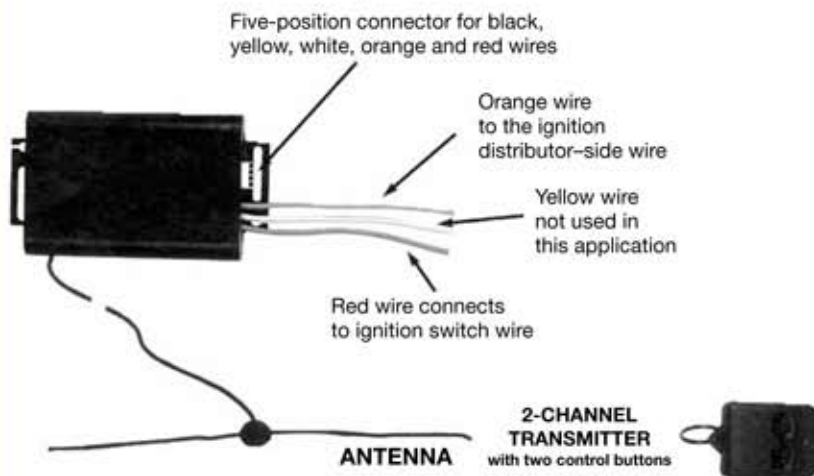 Five-position connector for black,
yellow, white, orange and red wires
Orange wire
to the ignition
distributor–side wire
Yellow wire
not used in
this application
Red wire connects
to ignition switch wire
ANTENNA
2-CHANNEL
TRANSMITTER
with two control buttons